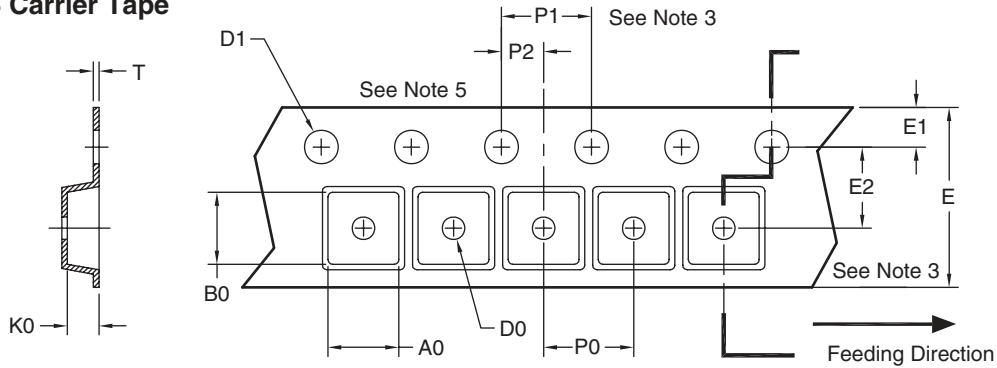 Carrier Tape
P1
See Note 3
D1
P2
T
See Note 5
E1
E2
E
B0
See Note 3
K0
D0
A0
P0
Feeding Direction